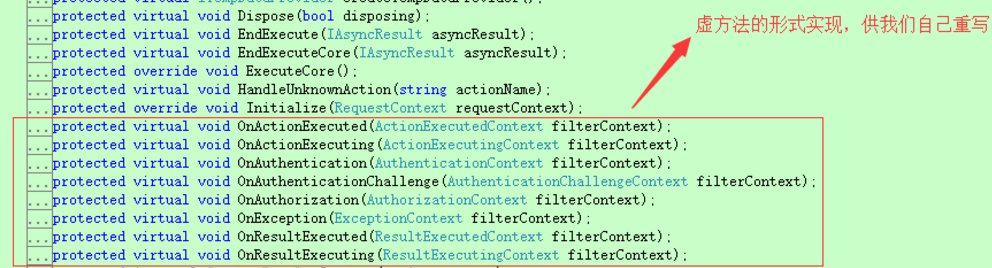 虚方法的形式实现，供我们自己重写
...protected virtual void Dispose(bool disposing);
...protected virtual void EndExecute(IAsyncResult asyncResult);
...protected virtual void EndExecuteCore(IAsyncResult asyncResult);
...protected override void ExecuteCore();
...protected virtual void HandleUnknownAction(string actionName);
...protected override void Initialize(RequestContext requestContext);
...protected virtual void OnActionExecuted(ActionExecutedContext filterContext);
...protected virtual void OnActionExecuting(ActionExecutingContext filterContext);
...protected virtual void OnAuthentication(AuthenticationContext filterContext);
...protected virtual void OnAuthenticationChallenge(AuthenticationChallengeContext filterContext);
...protected virtual void OnAuthorization(AuthorizationContext filterContext);
...protected virtual void OnException(ExceptionContext filterContext);
...protected virtual void OnResultExecuted(ResultExecutedContext filterContext);
...protected virtual void OnResultExecuting(ResultExecutingContext filterContext);